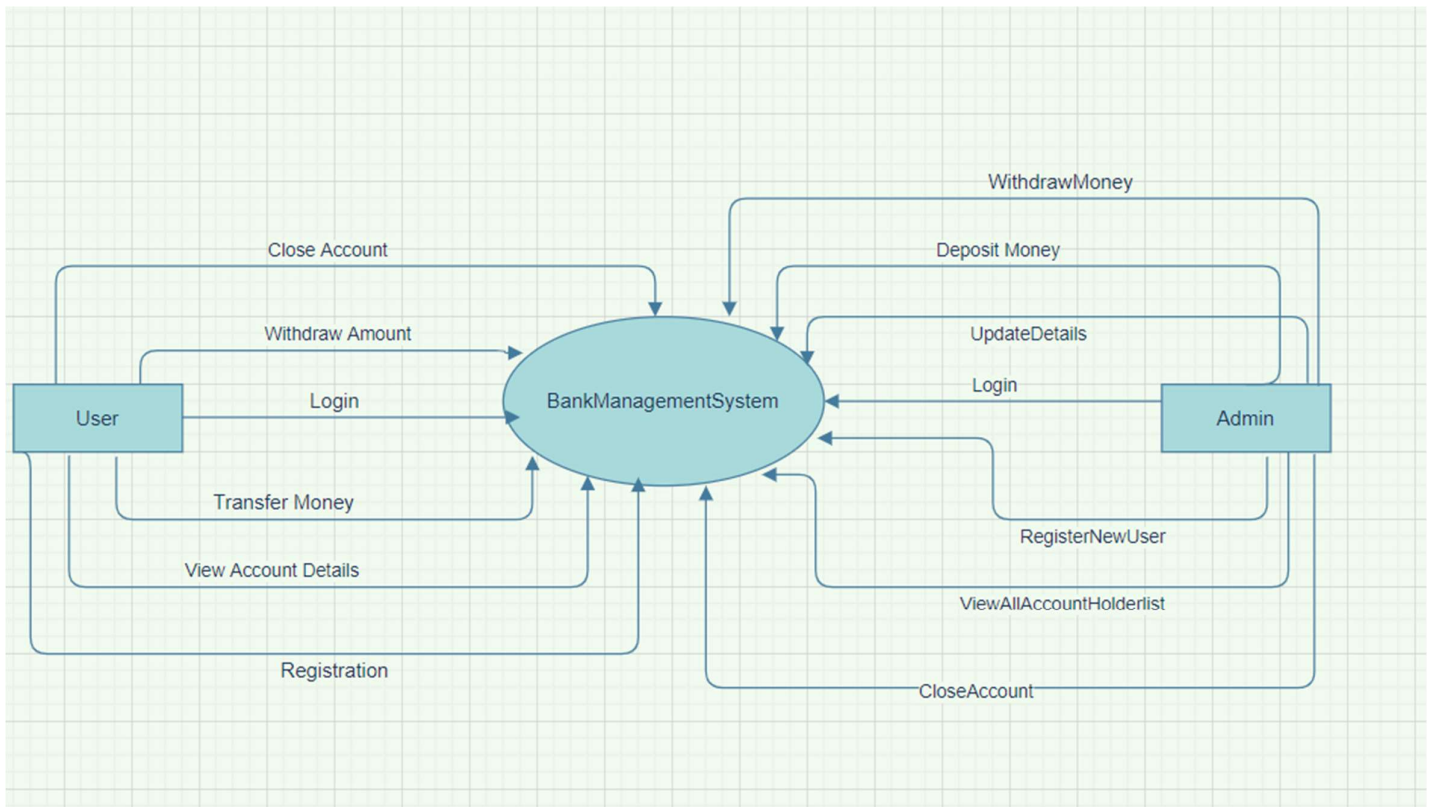 WithdrawMoney
Close Account
Deposit Money
Withdraw Amount
UpdateDetails
Login
Login
User
BankManagementSystem
Admin
Transfer Money
RegisterNewUser
View Account Details
ViewAllAccountHolderlist
Registration
CloseAccount